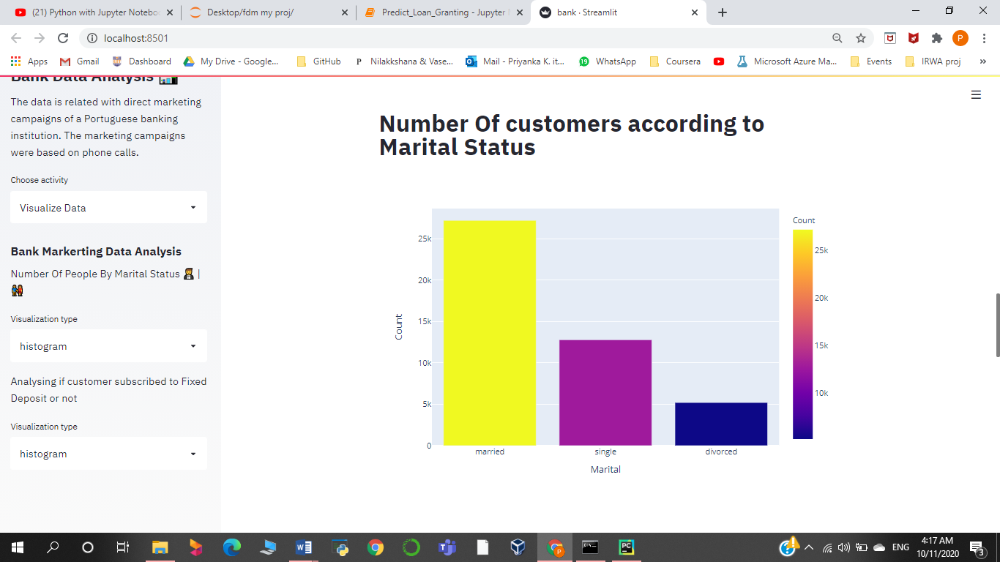 (21) Python with Jupyter Notebo
Desktop/fdm my proj/
Predict_Loan_Granting - Jupyter
bank · Streamlit
localhost:8501
P
Apps
Gmail
Dashboard
My Drive - Google...
GitHub
P
Nilakkshana & Vase...
Mail - Priyanka K. it...
19
WhatsApp
Coursera
Microsoft Azure Ma...
Events
IRWA proj
»
Bank Data Analysis
The data is related with direct marketing
campaigns of a Portuguese banking
institution. The marketing campaigns
were based on phone calls.
Choose activity
Visualize Data
Bank Markerting Data Analysis
Number Of People By Marital Status |
Visualization type
histogram
Analysing if customer subscribed to Fixed
Deposit or not
Visualization type
histogram
Number Of customers according to
Marital Status
Count
25k
20k
15k
10k
5k
0
married
single
divorced
Marital
Count
25k
20k
15k
10k
W
P
PC
ENG
4:17 AM
10/11/2020
3